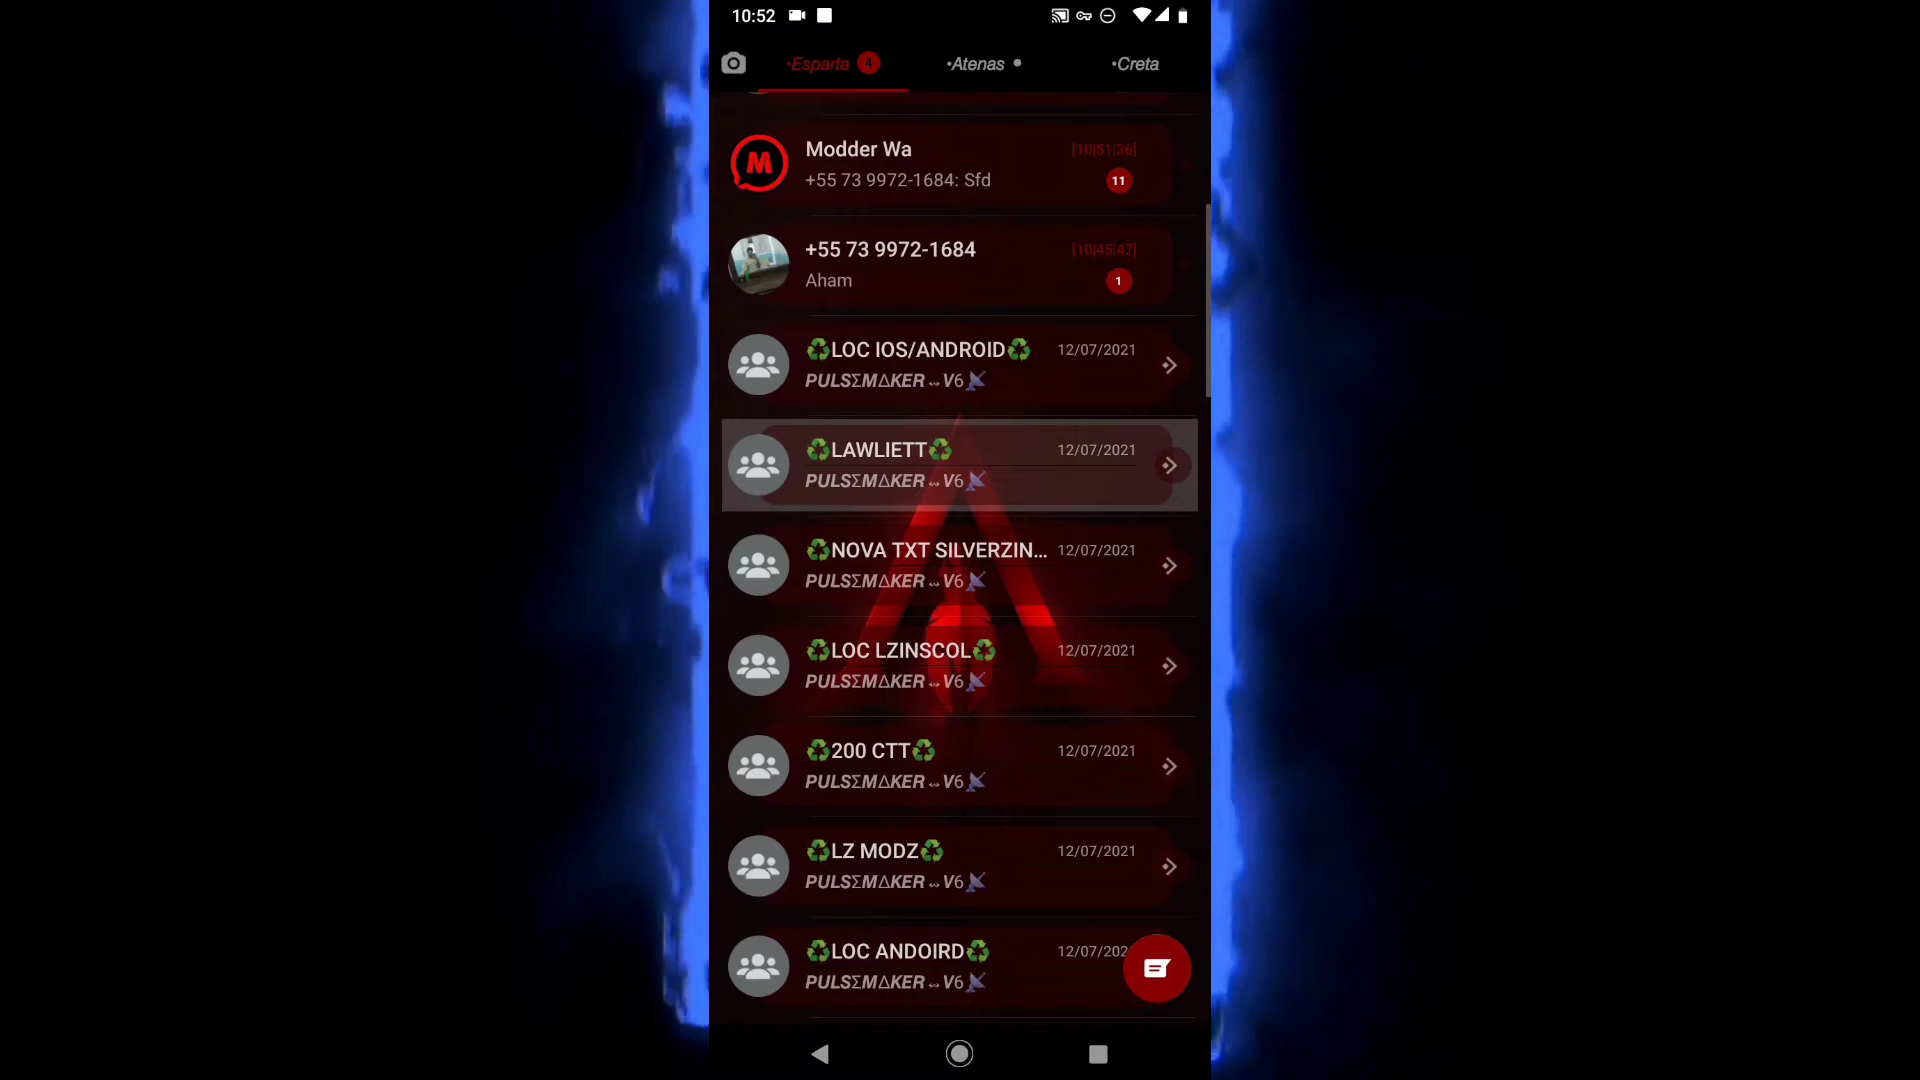 10:52
•Esparta 4
•Atenas
•Creta
M
Modder Wa
[10|51|36]
+55 73 9972-1684: Sfd
11
+55 73 9972-1684
[10|45|47]
Aham
1
♻LOC IOS/ANDROID♻
12/07/2021
PULSΣMΔKER ↭ V6📡
♻LAWLIETT♻
12/07/2021
PULSΣMΔKER ↭ V6📡
♻NOVA TXT SILVERZIN...
12/07/2021
PULSΣMΔKER ↭ V6📡
♻LOC LZINSCOL♻
12/07/2021
PULSΣMΔKER ↭ V6📡
♻200 CTT♻
12/07/2021
PULSΣMΔKER ↭ V6📡
♻LZ MODZ♻
12/07/2021
PULSΣMΔKER ↭ V6📡
♻LOC ANDOIRD♻
12/07/202
PULSΣMΔKER ↭ V6📡